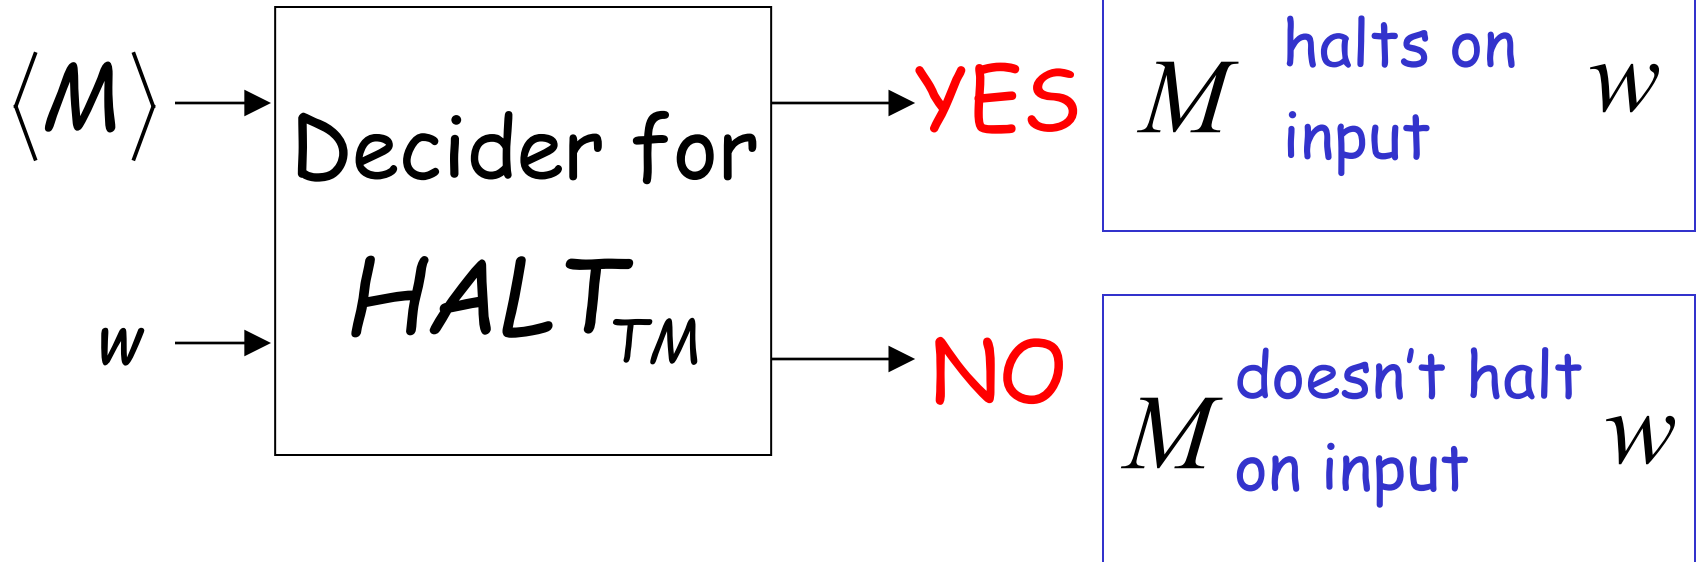 ⟨M⟩
w
Decider for
HALT_TM
YES
M halts on input w
NO
M doesn't halt on input w